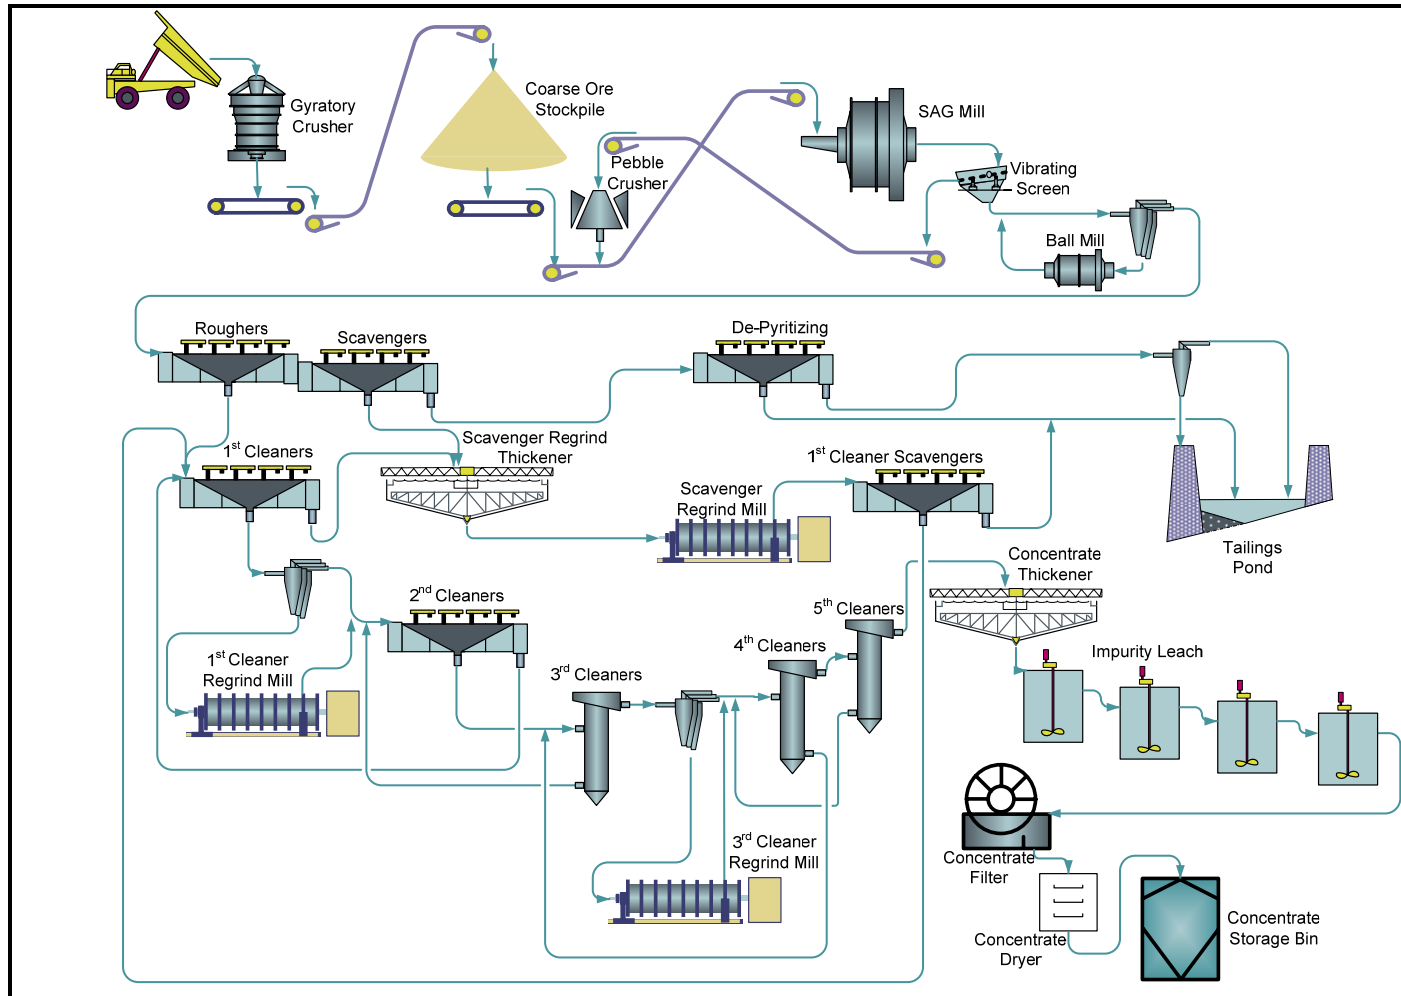 Gyratory
Crusher
Coarse Ore
Stockpile
Pebble
Crusher
SAG Mill
Vibrating
Screen
Ball Mill
Roughers
Scavengers
De-Pyritizing
1st Cleaners
Scavenger Regrind
Thickener
Scavenger
Regrind Mill
1st Cleaner Scavengers
Tailings
Pond
1st Cleaner
Regrind Mill
2nd Cleaners
3rd Cleaners
4th Cleaners
5th Cleaners
Concentrate
Thickener
Impurity Leach
3rd Cleaner
Regrind Mill
Concentrate
Filter
Concentrate
Dryer
Concentrate
Storage Bin